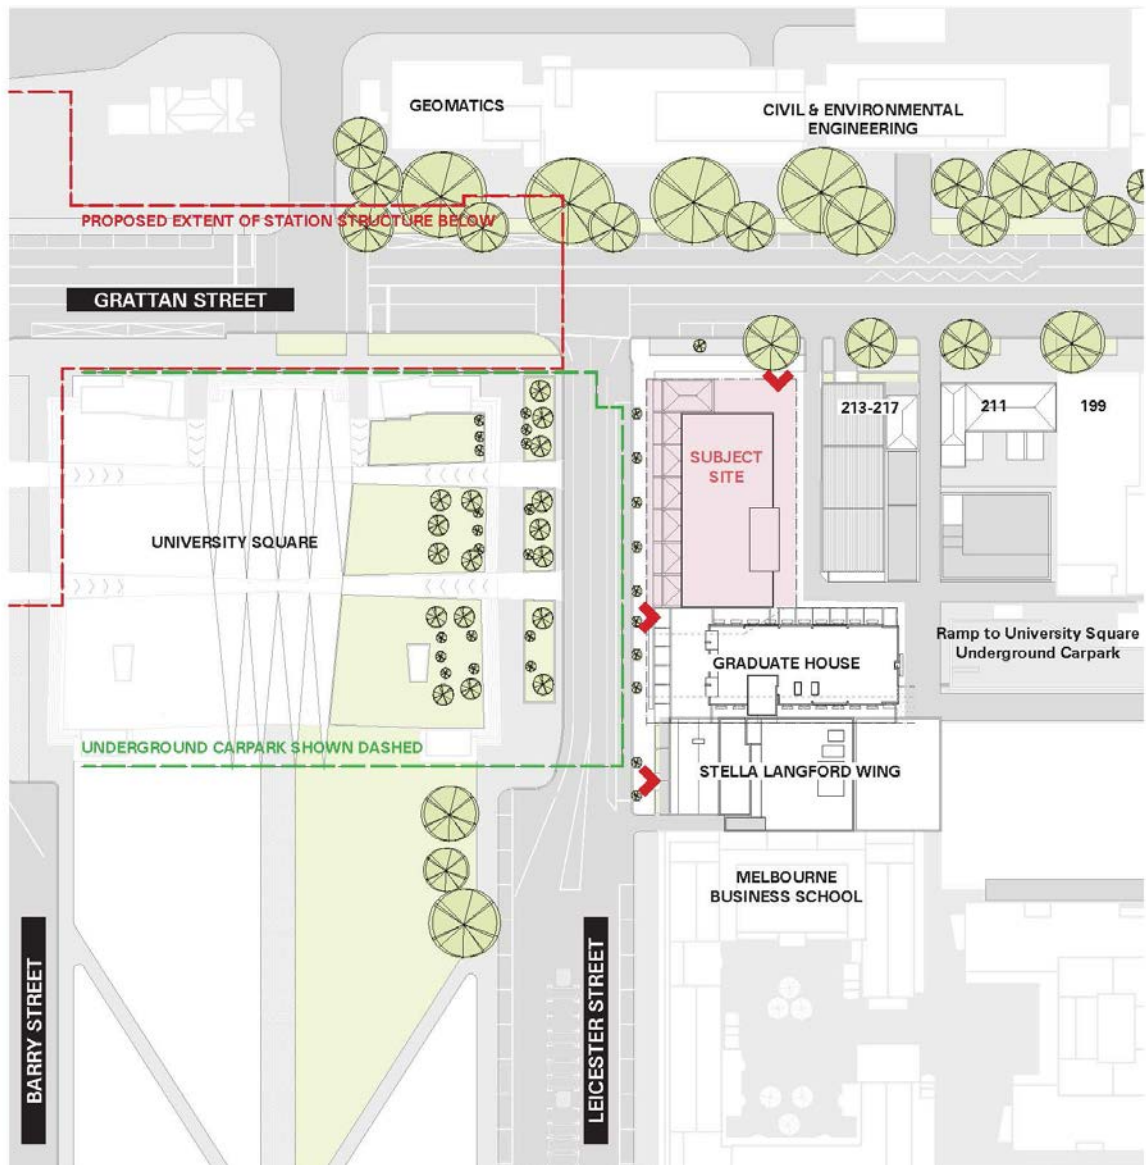 GEOMATICS
CIVIL & ENVIRONMENTAL
ENGINEERING
PROPOSED EXTENT OF STATION STRUCTURE BELOW
GRATTAN STREET
213-217
211
199
SUBJECT
SITE
UNIVERSITY SQUARE
Ramp to University Square
Underground Carpark
GRADUATE HOUSE
UNDERGROUND CARPARK SHOWN DASHED
STELLA LANGFORD WING
MELBOURNE
BUSINESS SCHOOL
BARRY STREET
LEICESTER STREET